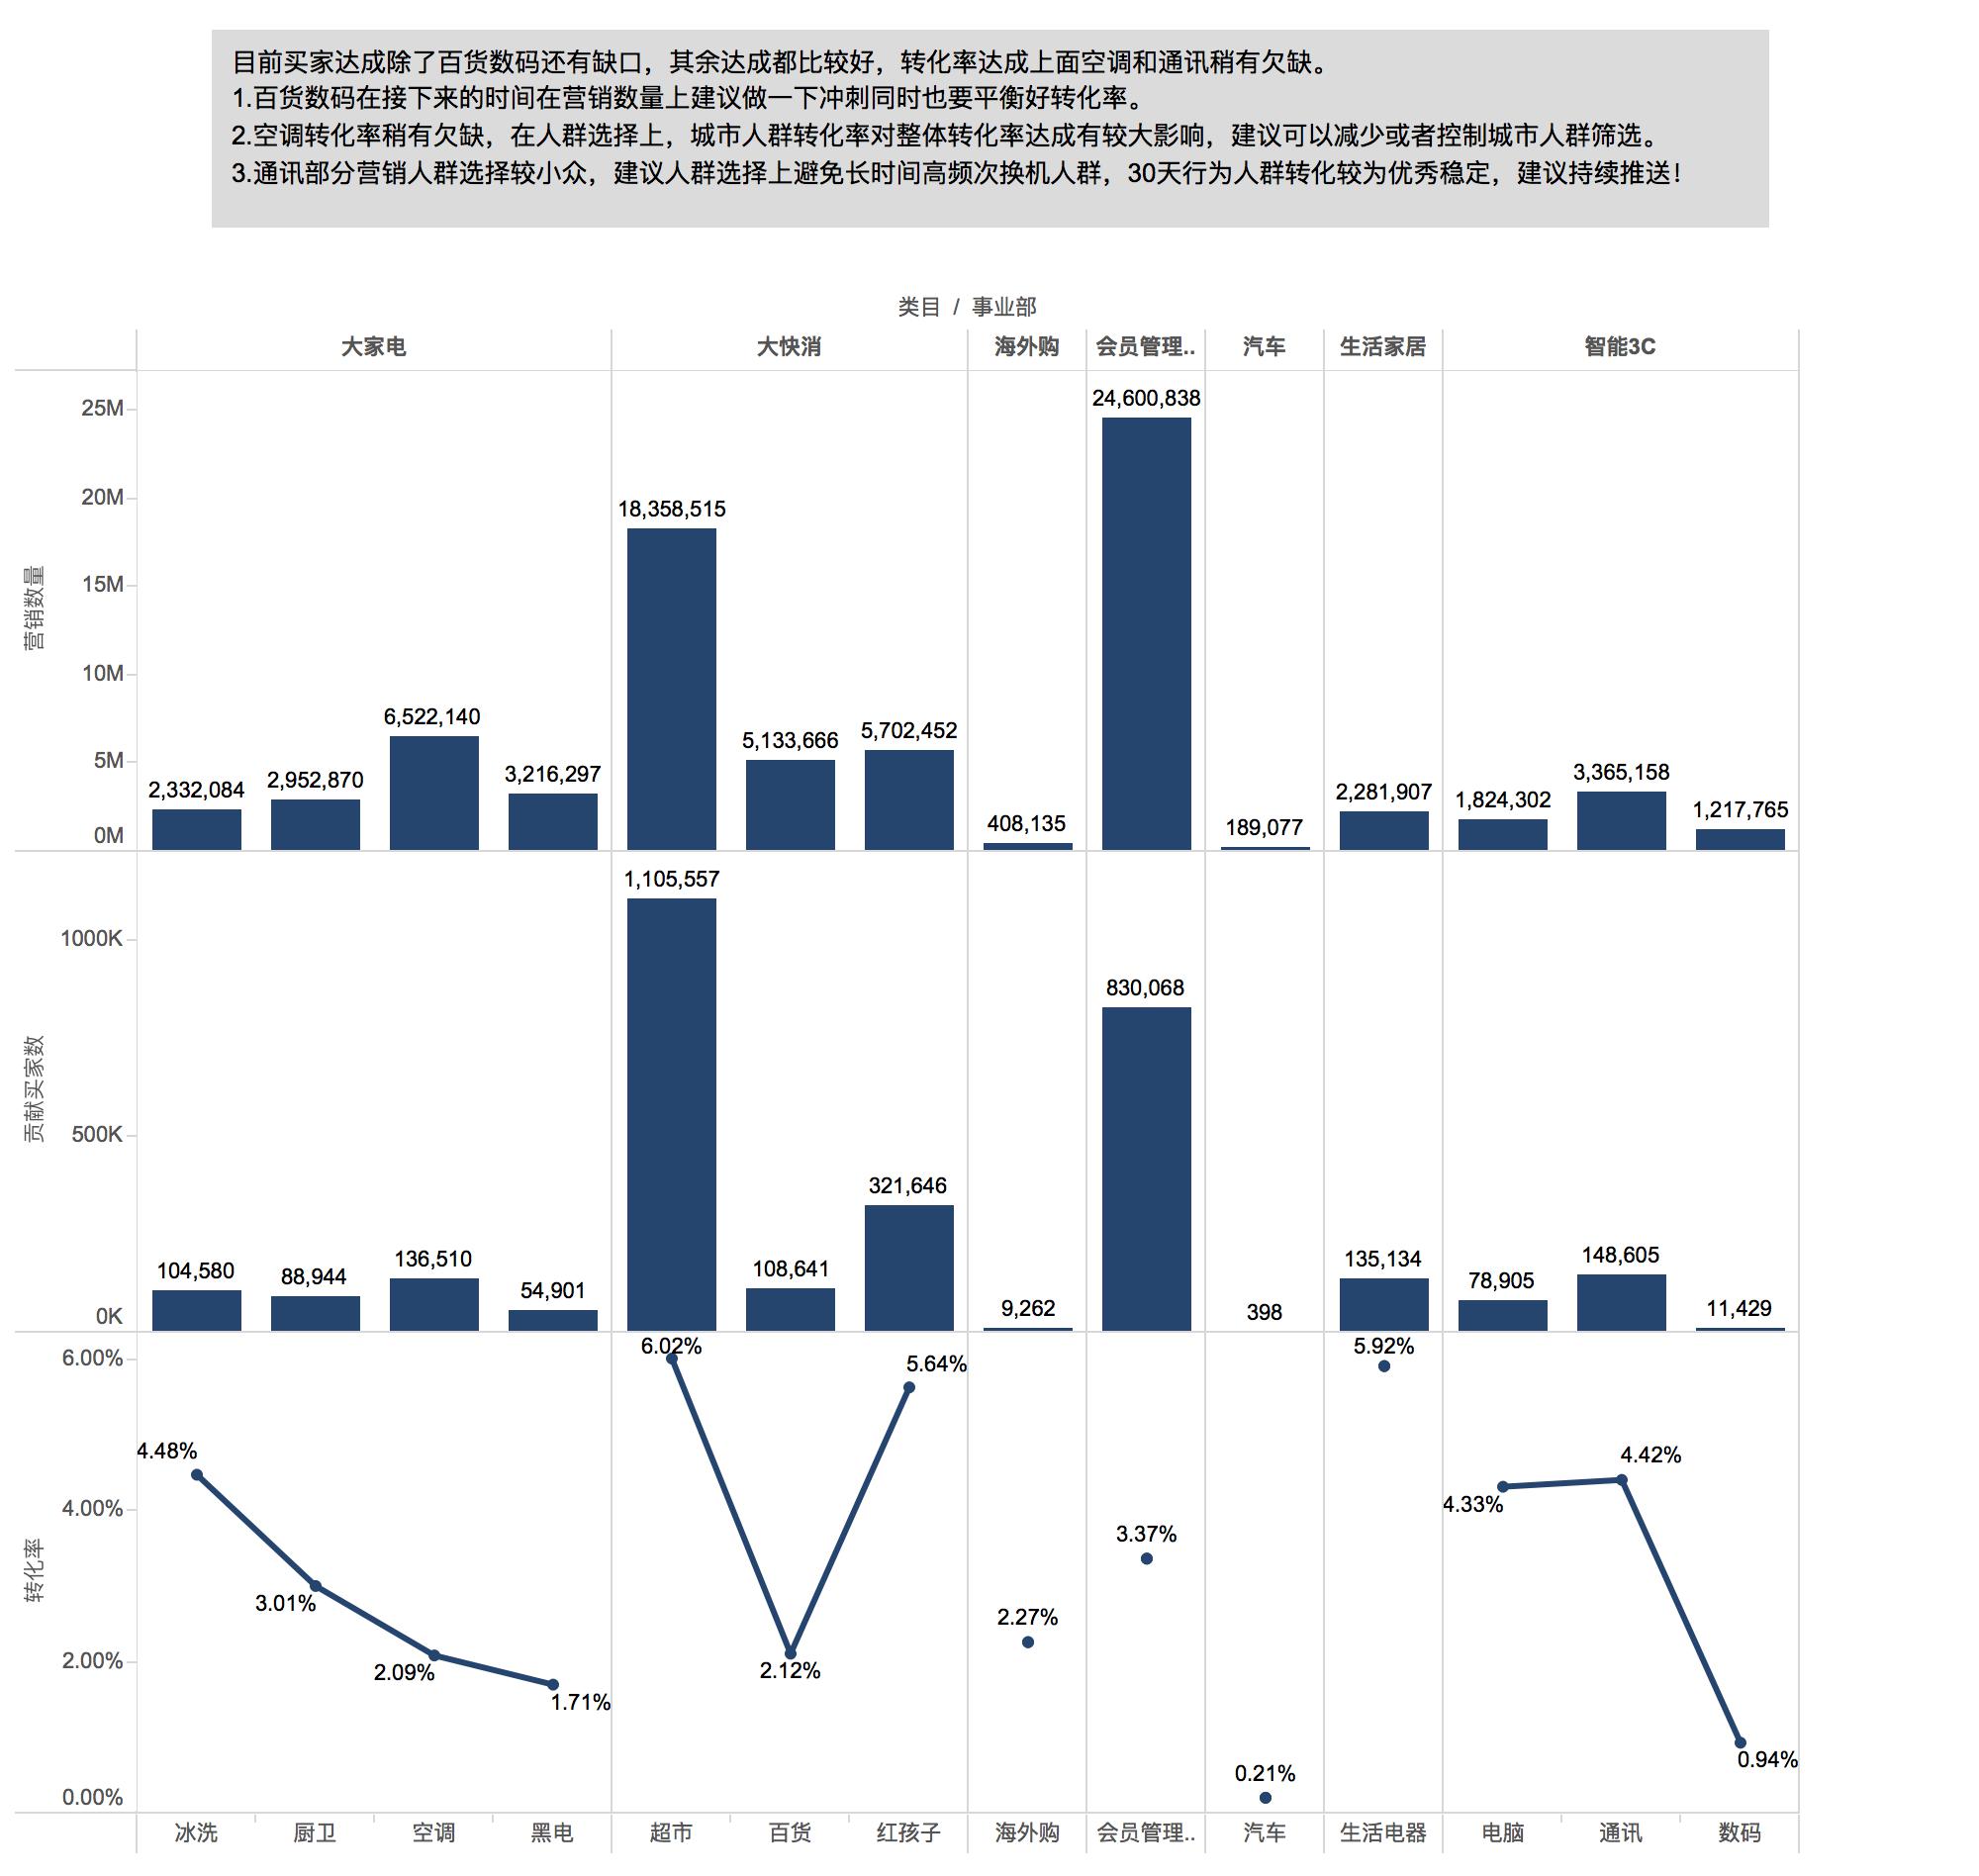 目前买家达成除了百货数码还有缺口，其余达成都比较好，转化率达成上面空调和通讯稍有欠缺。
1.百货数码在接下来的时间在营销数量上建议做一下冲刺同时也要平衡好转化率。
2.空调转化率稍有欠缺，在人群选择上，城市人群转化率对整体转化率达成有较大影响，建议可以减少或者控制城市人群筛选。
3.通讯部分营销人群选择较小众，建议人群选择上避免长时间高频次换机人群，30天行为人群转化较为优秀稳定，建议持续推送！
类目 / 事业部
大家电 大快消 海外购 会员管理.. 汽车 生活家居 智能3C
营销数量
25M
20M
15M
10M
5M
0M
2,332,084 2,952,870 6,522,140 3,216,297 18,358,515 5,133,666 5,702,452 408,135 24,600,838 189,077 2,281,907 1,824,302 3,365,158 1,217,765
贡献买家数
1000K
500K
0K
104,580 88,944 136,510 54,901 1,105,557 108,641 321,646 9,262 830,068 398 135,134 78,905 148,605 11,429
转化率
6.00%
4.00%
2.00%
0.00%
4.48% 3.01% 2.09% 1.71% 6.02% 2.12% 5.64% 2.27% 3.37% 0.21% 5.92% 4.33% 4.42% 0.94%
冰洗 厨卫 空调 黑电 超市 百货 红孩子 海外购 会员管理.. 汽车 生活电器 电脑 通讯 数码